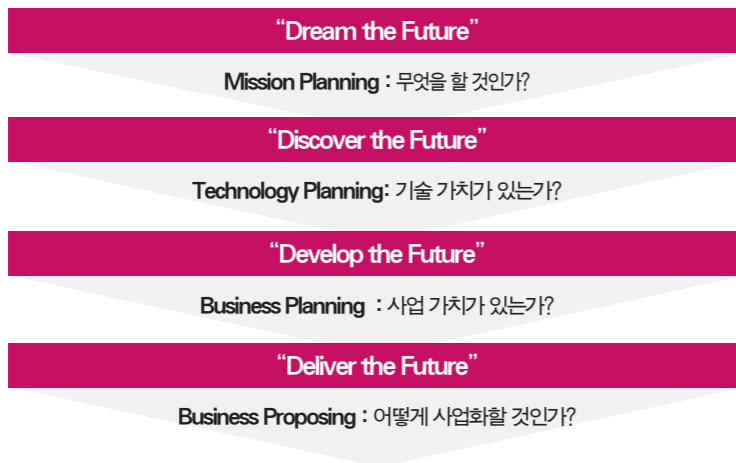 “Dream the Future”
Mission Planning : 무엇을 할 것인가?
“Discover the Future”
Technology Planning: 기술 가치가 있는가?
“Develop the Future”
Business Planning : 사업 가치가 있는가?
“Deliver the Future”
Business Proposing : 어떻게 사업화할 것인가?